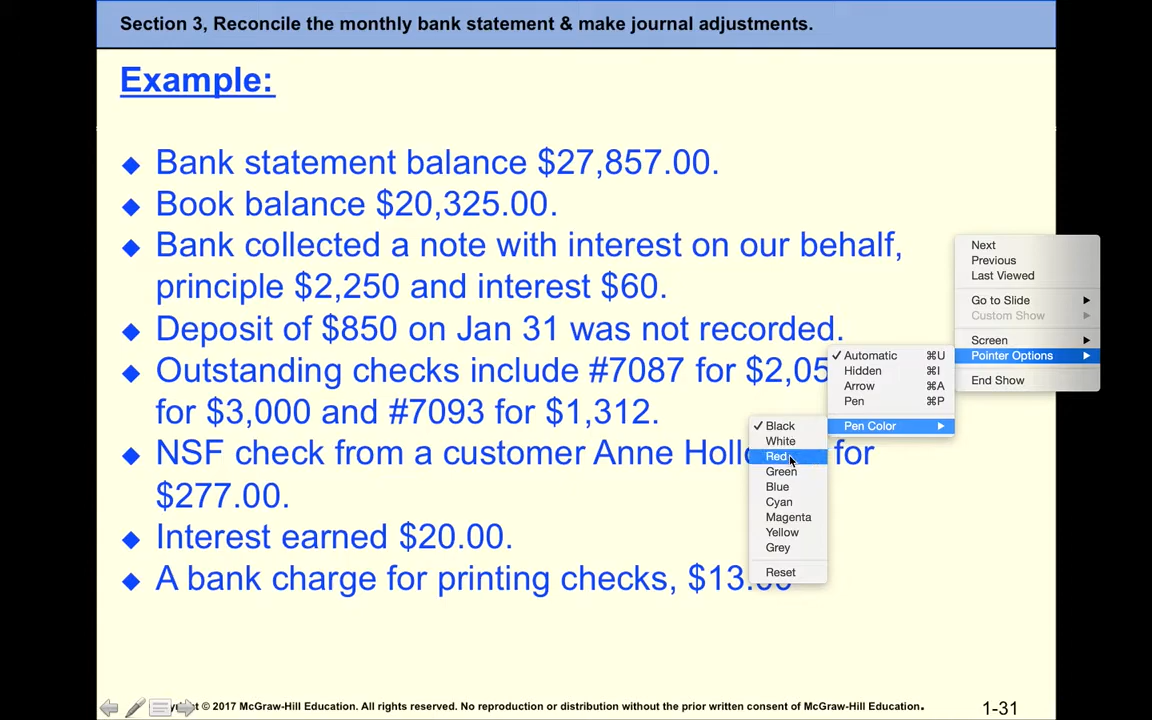 Section 3, Reconcile the monthly bank statement & make journal adjustments.
Example:
◆ Bank statement balance $27,857.00.
◆ Book balance $20,325.00.
◆ Bank collected a note with interest on our behalf,
principle $2,250 and interest $60.
◆ Deposit of $850 on Jan 31 was not recorded.
◆ Outstanding checks include #7087 for
for $3,000 and #7093 for $1,312.
◆ NSF check from a customer Anne for
$277.00.
◆ Interest earned $20.00.
◆ A bank charge for printing checks,
Next
Previous
Last Viewed
Go to Slide
Custom Show
Screen
Pointer Options
End Show
✓ Automatic ⌘U
Hidden ⌘I
Arrow ⌘A
Pen ⌘P
Pen Color
✓ Black
White
Red
Green
Blue
Cyan
Magenta
Yellow
Grey
Reset
© 2017 McGraw-Hill Education. All rights reserved. No reproduction or distribution without the prior written consent of McGraw-Hill Education.
1-31